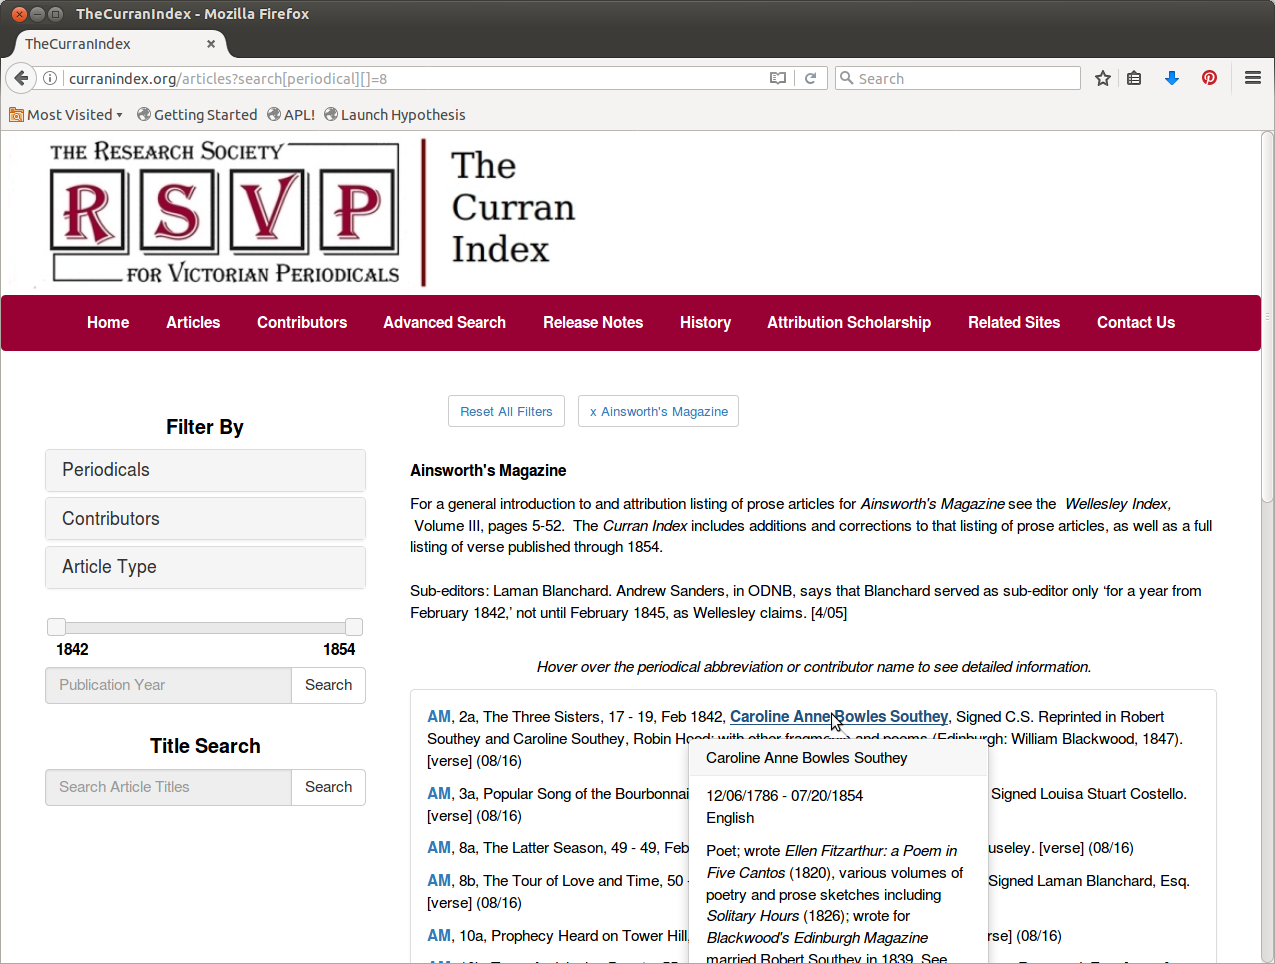 TheCurranIndex - Mozilla Firefox
TheCurranIndex
curranindex.org/articles?search[periodical][]=8
Search
Most Visited
Getting Started
APL!
Launch Hypothesis
THE RESEARCH SOCIETY
R S V P
FOR VICTORIAN PERIODICALS
The
Curran
Index
Home Articles Contributors Advanced Search Release Notes History Attribution Scholarship Related Sites Contact Us
Filter By
Periodicals
Contributors
Article Type
1842 1854
Publication Year Search
Title Search
Search Article Titles Search
Reset All Filters x Ainsworth's Magazine
Ainsworth's Magazine
For a general introduction to and attribution listing of prose articles for Ainsworth's Magazine see the Wellesley Index,
Volume III, pages 5-52. The Curran Index includes additions and corrections to that listing of prose articles, as well as a full
listing of verse published through 1854.
Sub-editors: Laman Blanchard. Andrew Sanders, in ODNB, says that Blanchard served as sub-editor only ‘for a year from
February 1842,’ not until February 1845, as Wellesley claims. [4/05]
Hover over the periodical abbreviation or contributor name to see detailed information.
AM, 2a, The Three Sisters, 17 - 19, Feb 1842, Caroline Anne Bowles Southey, Signed C.S. Reprinted in Robert
Southey and Caroline Southey, Robin Hood: with other fragments and poems (Edinburgh: William Blackwood, 1847).
[verse] (08/16)
AM, 3a, Popular Song of the Bourbonnai Signed Louisa Stuart Costello.
[verse] (08/16)
AM, 8a, The Latter Season, 49 - 49, Feb useley. [verse] (08/16)
AM, 8b, The Tour of Love and Time, 50 - Signed Laman Blanchard, Esq.
[verse] (08/16)
AM, 10a, Prophecy Heard on Tower Hill, rse] (08/16)
Caroline Anne Bowles Southey
12/06/1786 - 07/20/1854
English
Poet; wrote Ellen Fitzarthur: a Poem in
Five Cantos (1820), various volumes of
poetry and prose sketches including
Solitary Hours (1826); wrote for
Blackwood's Edinburgh Magazine
married Robert Southey in 1839. See